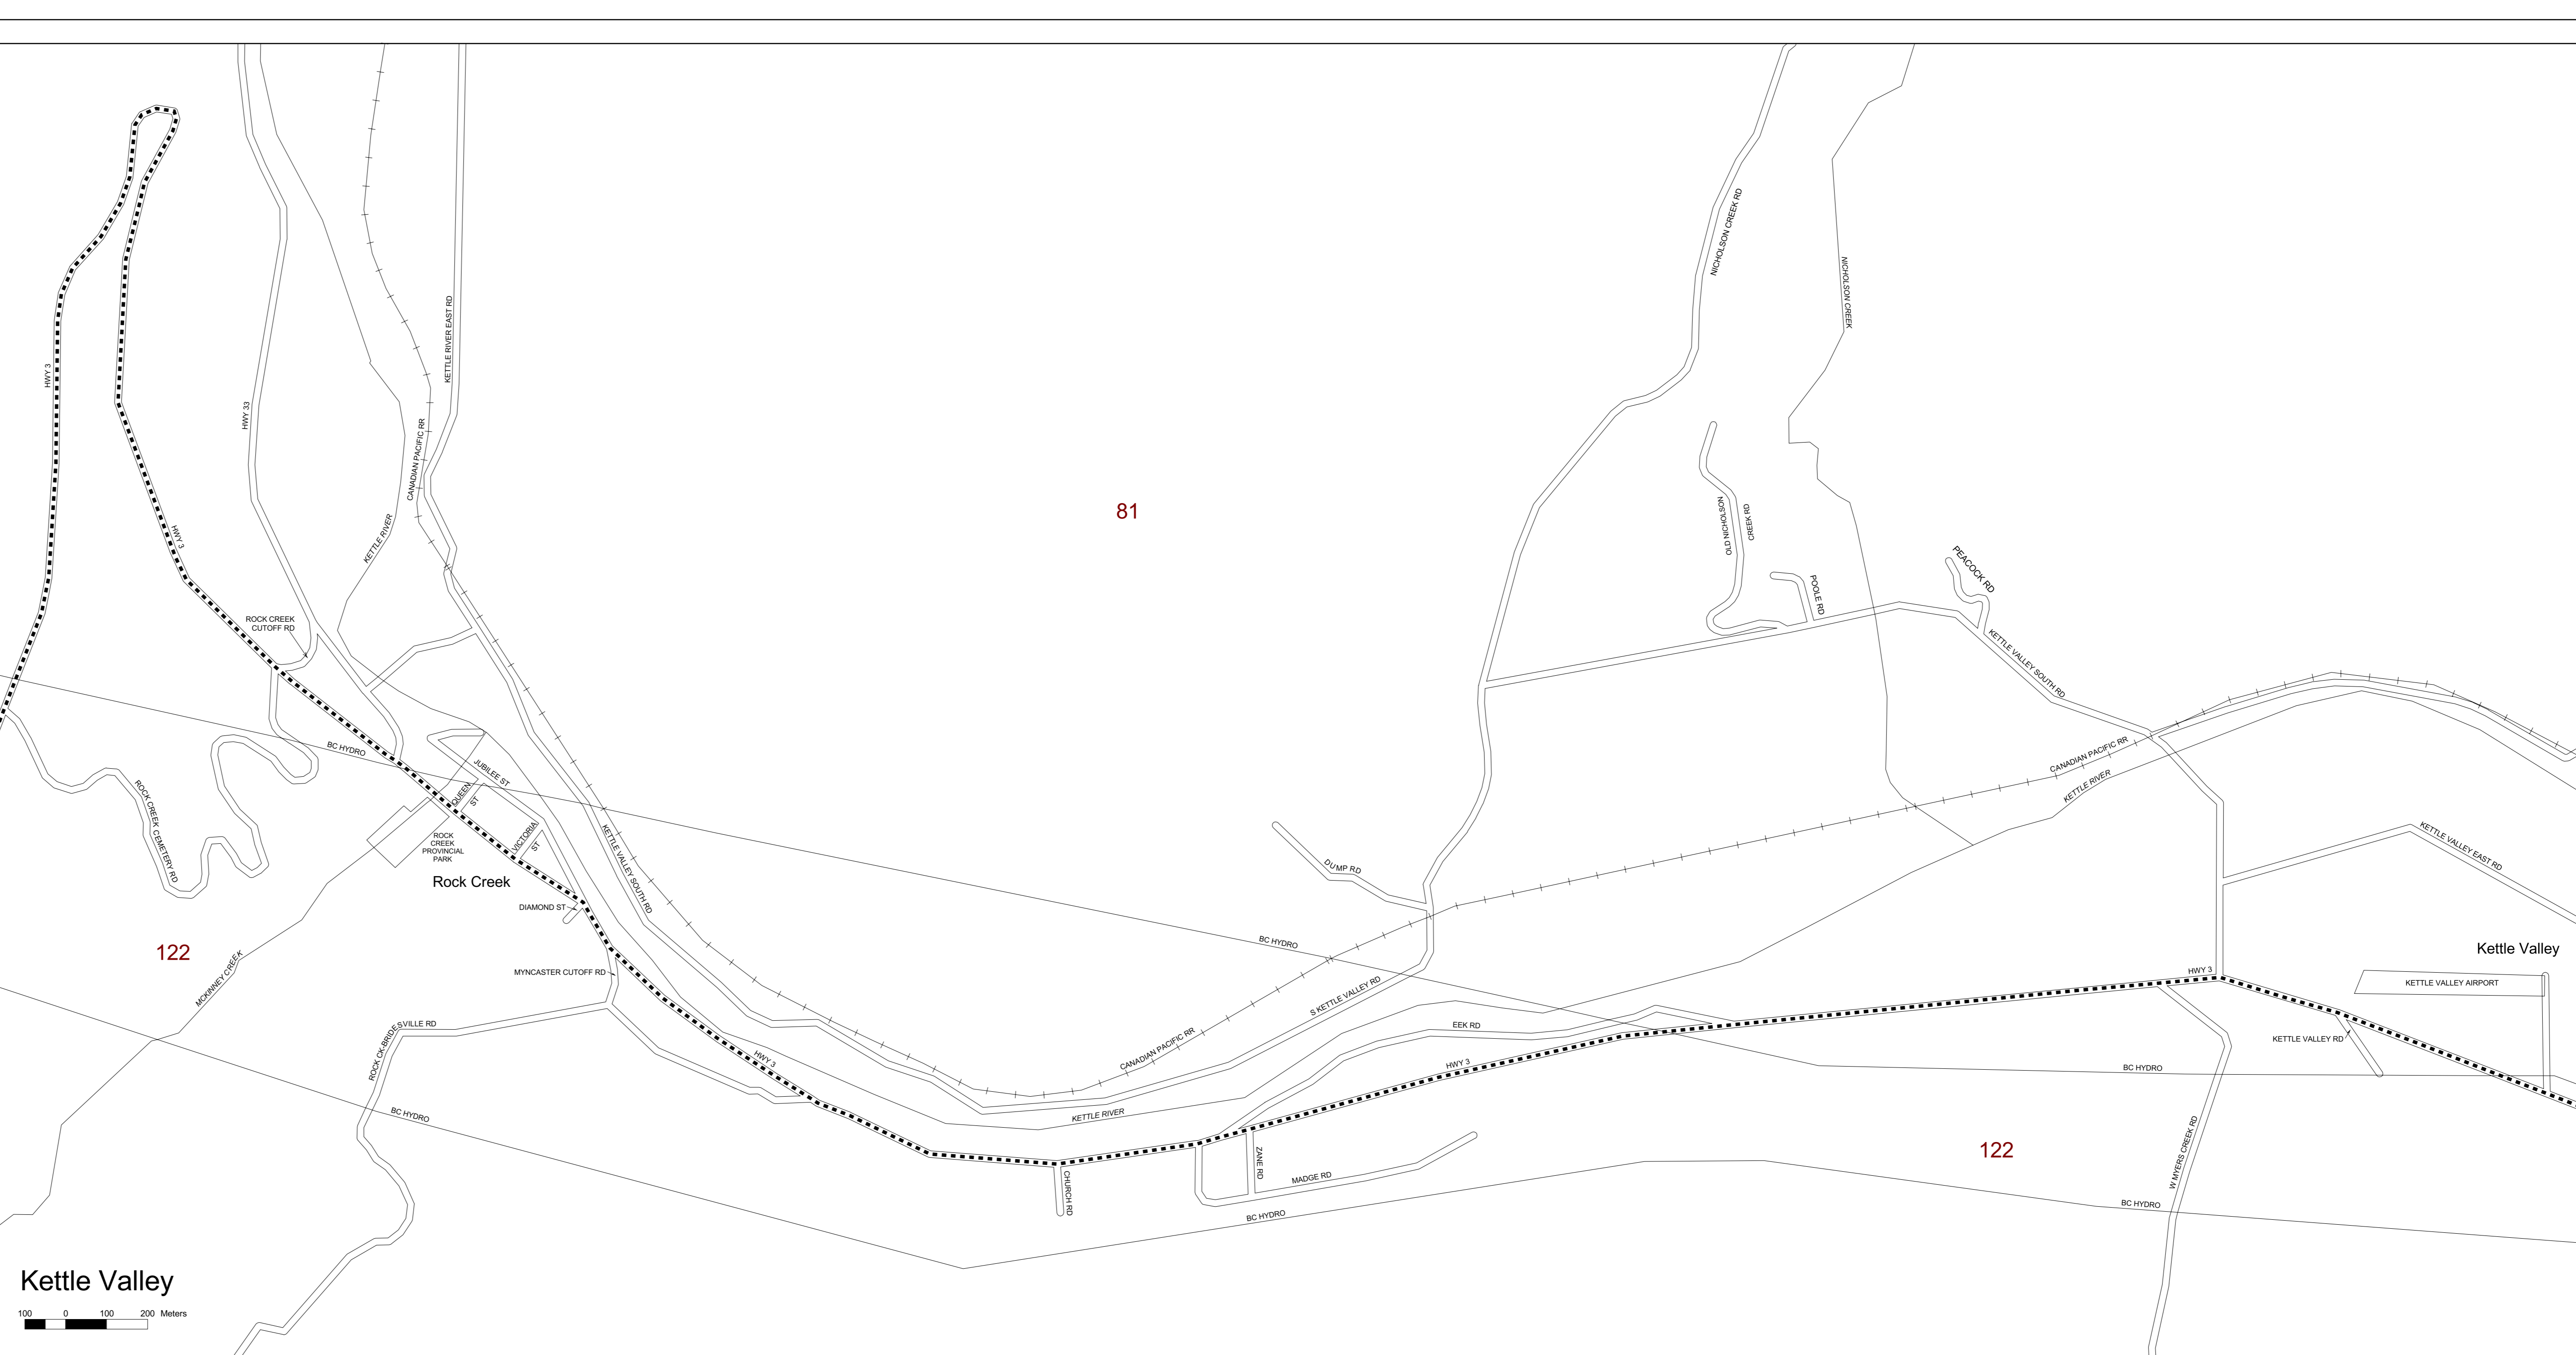 NICHOLSON CREEK RD
NICHOLSON CREEK
KETTLE RIVER EAST RD
HWY 3
HWY 33
CANADIAN PACIFIC RR
81
HWY 3
KETTLE RIVER
OLD NICHOLSON
CREEK RD
PEACOCK RD
POOLE RD
ROCK CREEK
CUTOFF RD
KETTLE VALLEY SOUTH RD
BC HYDRO
CANADIAN PACIFIC RR
KETTLE RIVER
JUBILEE ST
QUEEN
ST
ROCK CREEK CEMETERY RD
ROCK
CREEK
PROVINCIAL
PARK
VICTORIA
ST
KETTLE VALLEY SOUTH RD
KETTLE VALLEY EAST RD
DUMP RD
Rock Creek
DIAMOND ST
BC HYDRO
Kettle Valley
122
MCKINNEY CREEK
MYNCASTER CUTOFF RD
HWY 3
KETTLE VALLEY AIRPORT
S KETTLE VALLEY RD
ROCK CK-BRIDESVILLE RD
EEK RD
KETTLE VALLEY RD
CANADIAN PACIFIC RR
HWY 3
HWY 3
BC HYDRO
BC HYDRO
KETTLE RIVER
122
W MYERS CREEK RD
ZANE RD
MADGE RD
CHURCH RD
BC HYDRO
BC HYDRO
Kettle Valley
100 0 100 200 Meters